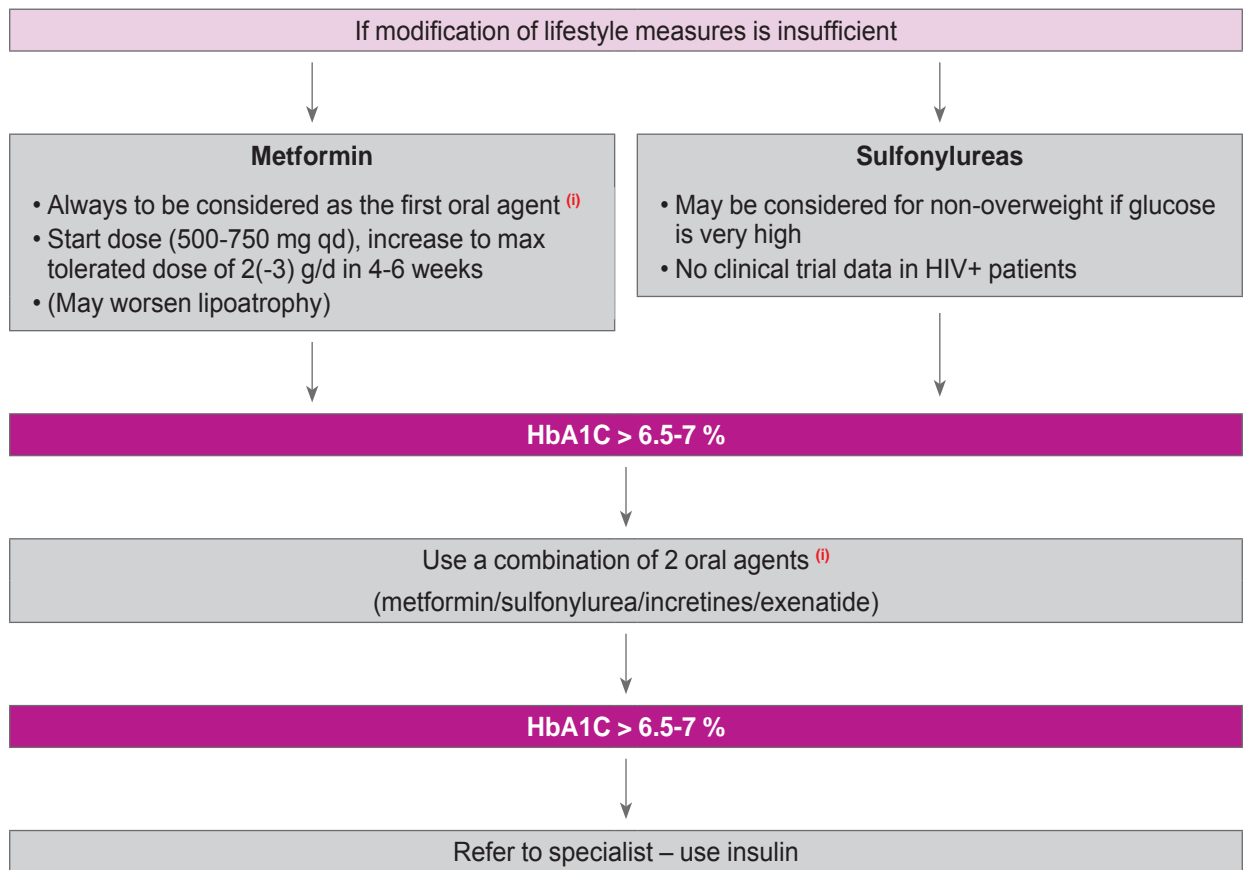 If modification of lifestyle measures is insufficient
Metformin
• Always to be considered as the first oral agent (i)
• Start dose (500-750 mg qd), increase to max
tolerated dose of 2(-3) g/d in 4-6 weeks
• (May worsen lipoatrophy)
Sulfonylureas
• May be considered for non-overweight if glucose
is very high
• No clinical trial data in HIV+ patients
HbA1C > 6.5-7 %
Use a combination of 2 oral agents (i)
(metformin/sulfonylurea/incretines/exenatide)
HbA1C > 6.5-7 %
Refer to specialist – use insulin